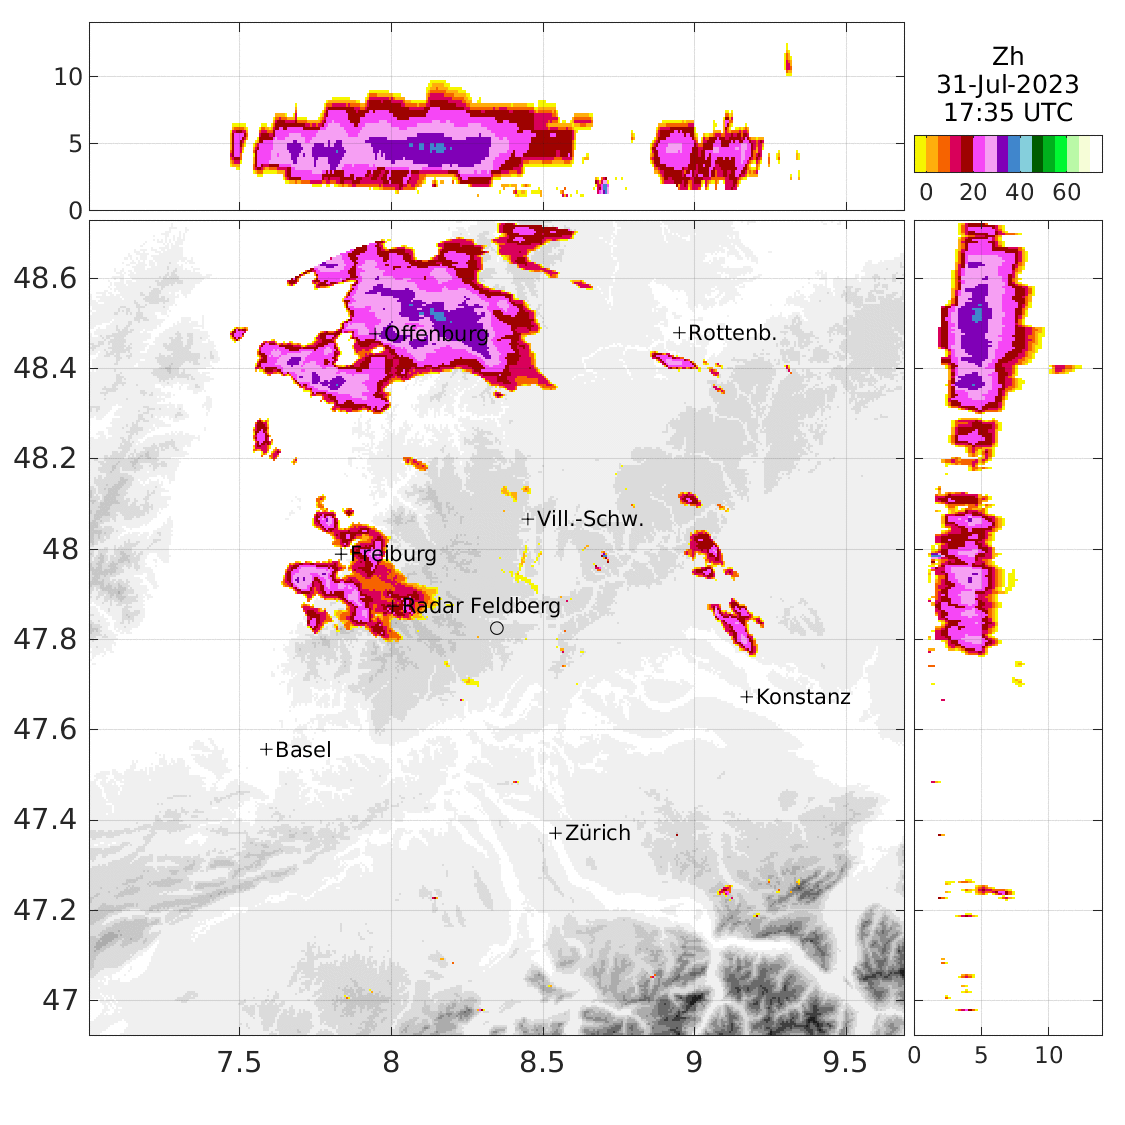 10
5
0
Zh
31-Jul-2023
17:35 UTC
0 20 40 60
48.6
48.4
48.2
48
47.8
47.6
47.4
47.2
47
Offenburg
Rottenb.
Vill.-Schw.
Freiburg
Radar Feldberg
Konstanz
Basel
Zürich
7.5 8 8.5 9 9.5
0 5 10